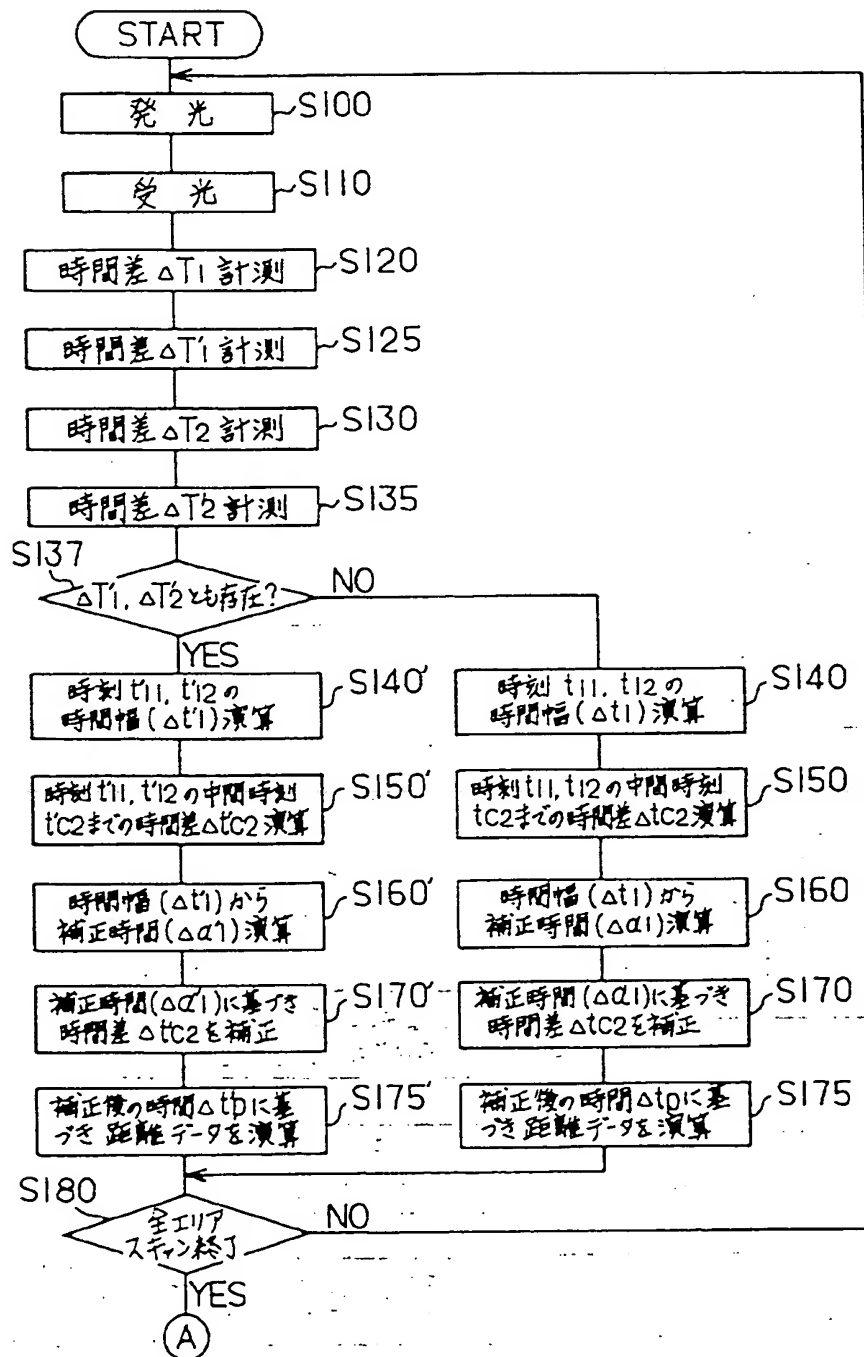 START
発光
S100
受光
S110
時間差ΔT1計測
S120
時間差ΔT'1計測
S125
時間差ΔT2計測
S130
時間差ΔT'2計測
S135
S137
ΔT'1, ΔT'2とも存在?
NO
YES
時刻t'11, t'12の
時間幅(Δt'1)演算
S140'
時刻t'11, t'12の中間時刻
t'C2までの時間差Δt'C2演算
S150'
時間幅(Δt'1)から
補正時間(Δα'1)演算
S160'
補正時間(Δα'1)に基づき
時間差Δt'C2を補正
S170'
補正後の時間Δt'pに基
づき距離データを演算
S175'
時刻t11, t12の
時間幅(Δt1)演算
S140
時刻t11, t12の中間時刻
tC2までの時間差ΔtC2演算
S150
時間幅(Δt1)から
補正時間(Δα1)演算
S160
補正時間(Δα1)に基づき
時間差ΔtC2を補正
S170
補正後の時間Δtpに基
づき距離データを演算
S175
S180
全エリア
スキャン終了
NO
YES
A